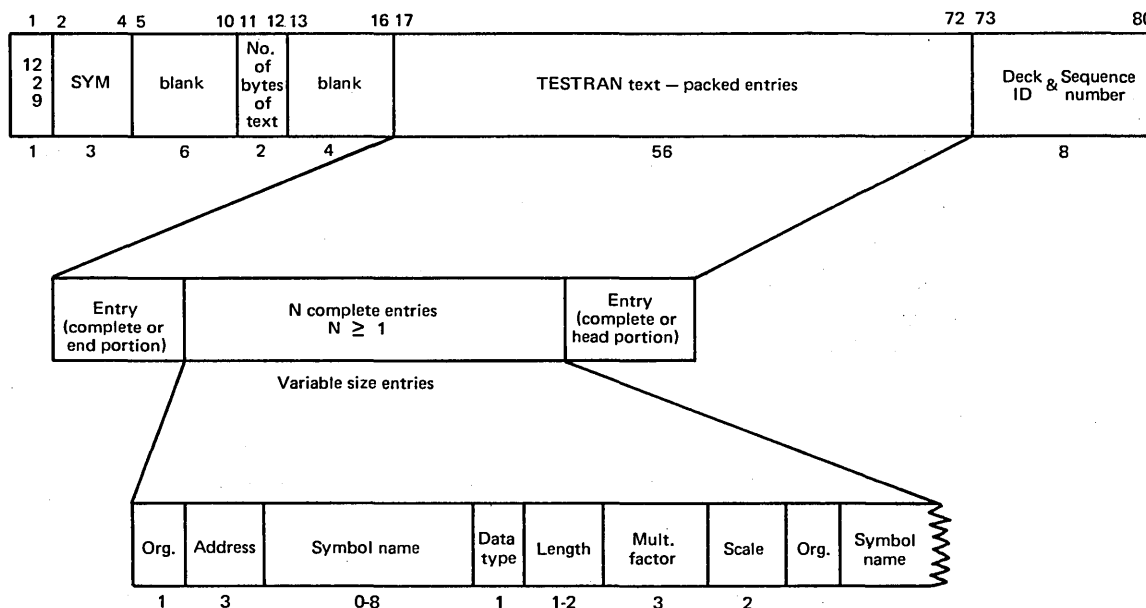 1 2 4 5 10 11 12 13 16 17 72 73 80
12
2
9
SYM
blank
No.
of
bytes
of
text
blank
TESTRAN text — packed entries
Deck & Sequence
ID number
1 3 6 2 4 56 8
Entry
(complete or
end portion)
N complete entries
N ≥ 1
Entry
(complete or
head portion)
Variable size entries
Org.
Address
Symbol name
Data
type
Length
Mult.
factor
Scale
Org.
Symbol
name
1 3 0-8 1 1-2 3 2